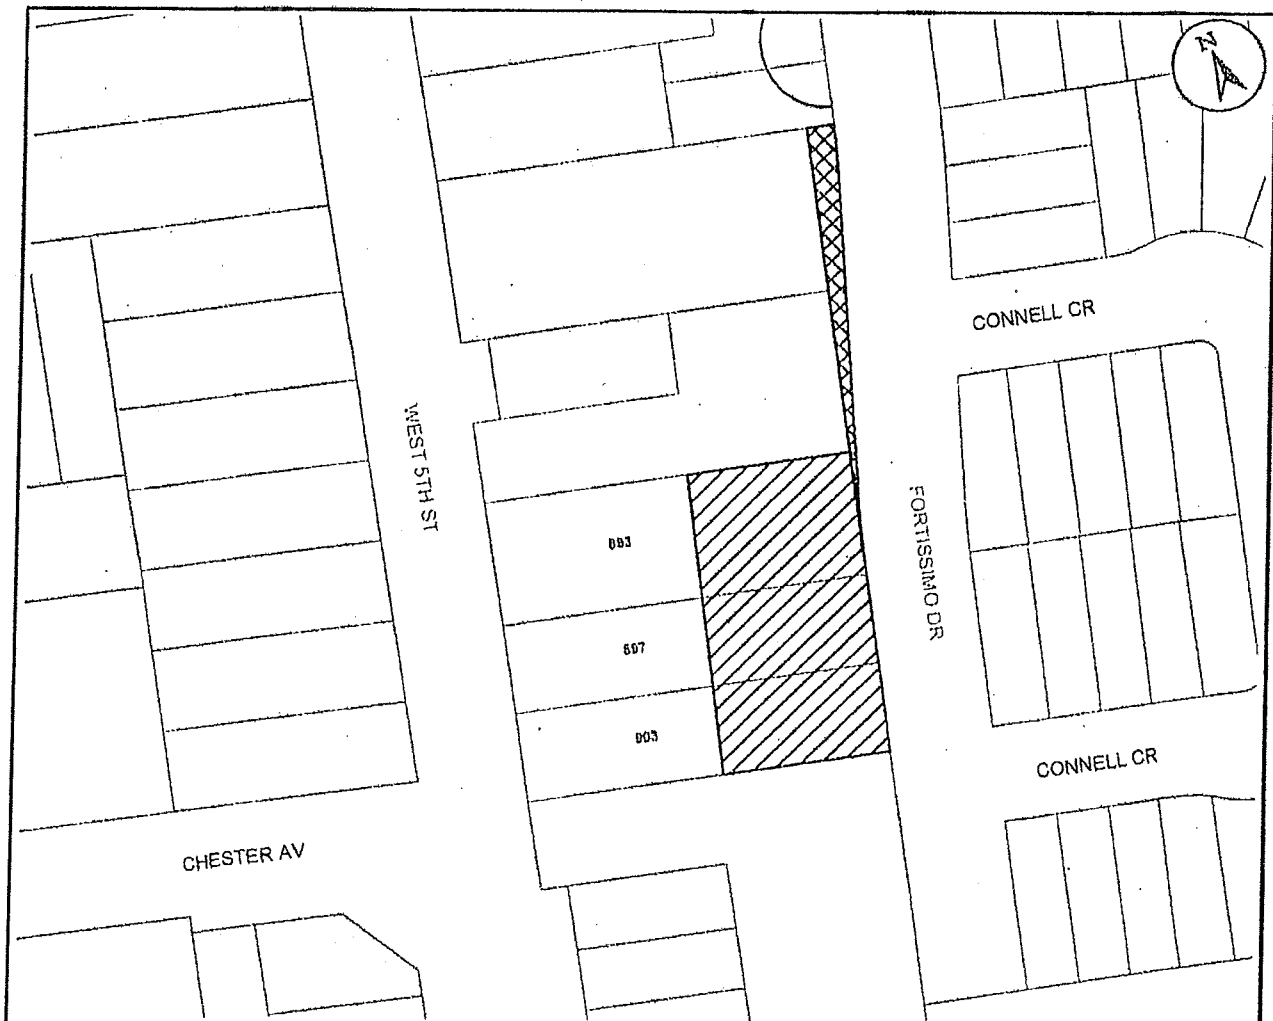 N
CONNELL CR
WEST 5TH ST
FORTISSIMO DR
CONNELL CR
CHESTER AV